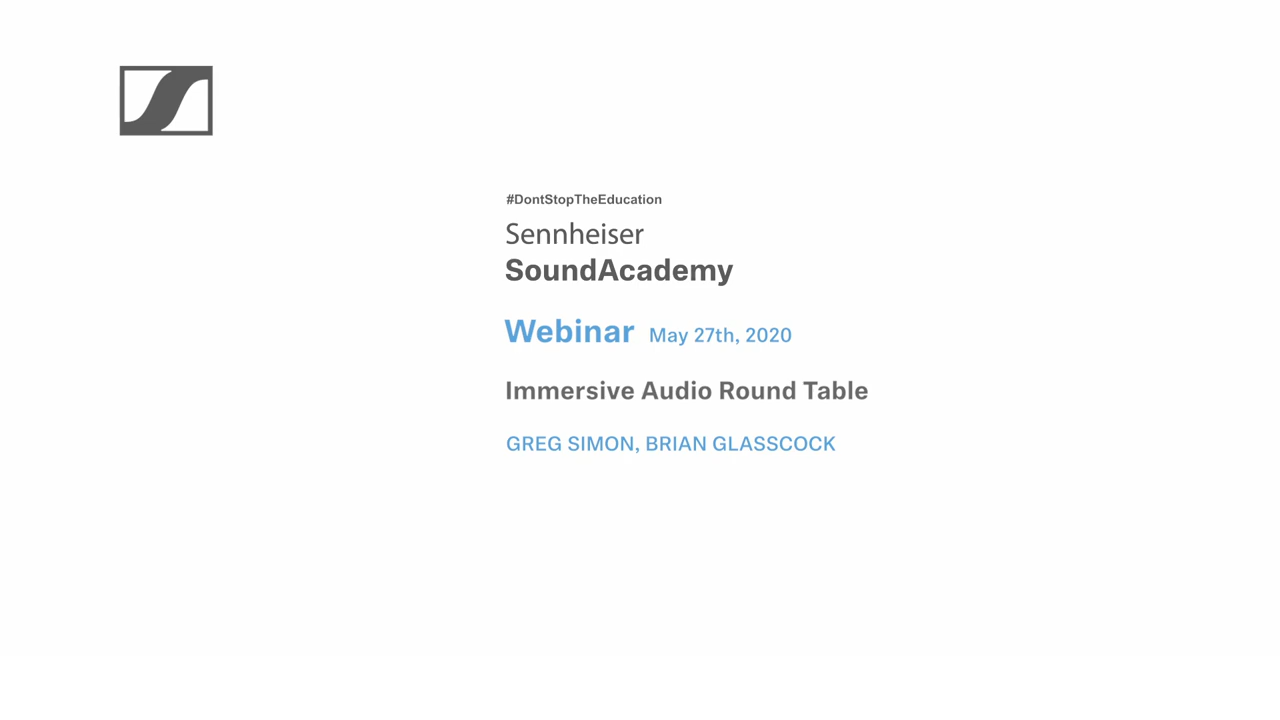 #DontStopTheEducation
Sennheiser
SoundAcademy
Webinar May 27th, 2020
Immersive Audio Round Table
GREG SIMON, BRIAN GLASSCOCK